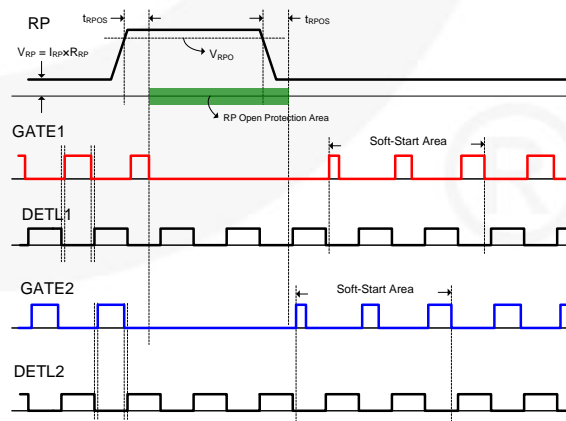 tRPOS
tRPOS
RP
VRP = IRP×RRP
VRPO
RP Open Protection Area
GATE1
Soft-Start Area
DETL1
GATE2
Soft-Start Area
DETL2
®